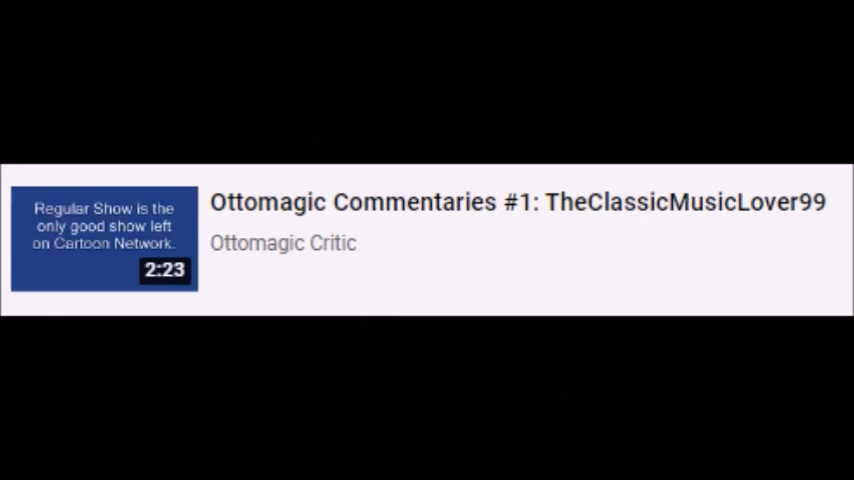 Regular Show is the
only good show left
on Cartoon Network.
2:23
Ottomagic Commentaries #1: TheClassicMusicLover99
Ottomagic Critic